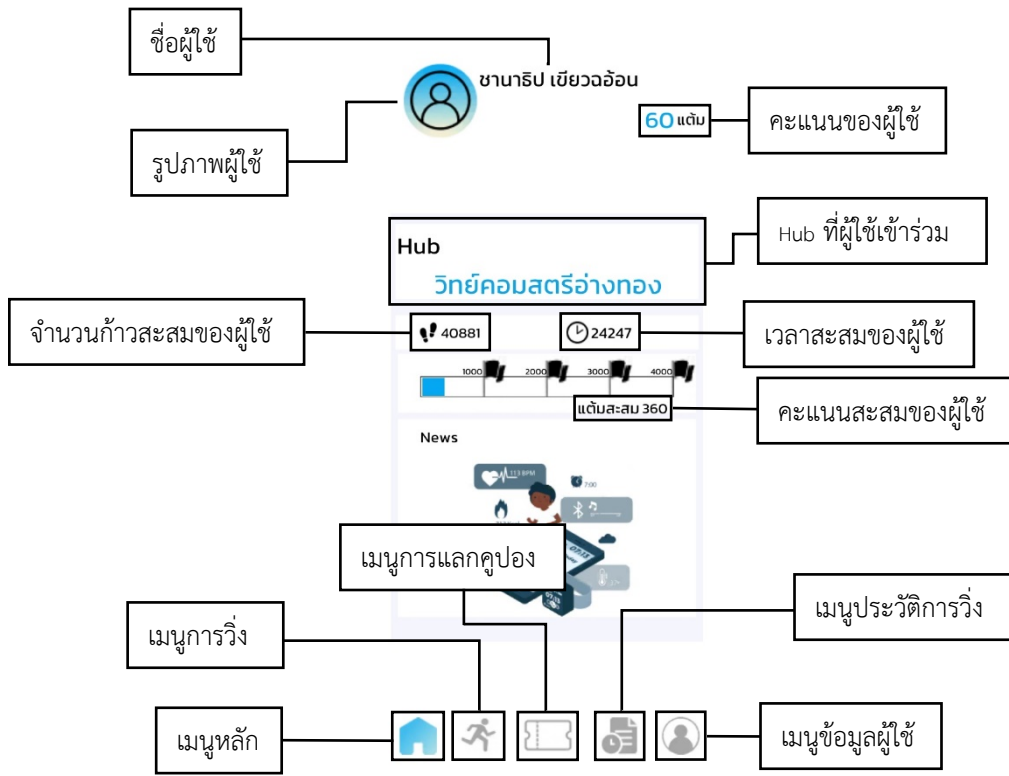 ชื่อผู้ใช้
ชานาธิป เขียวฉอ้อน
60 แต้ม
คะแนนของผู้ใช้
รูปภาพผู้ใช้
Hub ที่ผู้ใช้เข้าร่วม
Hub
วิทย์คอมสตรีอ่างทอง
จำนวนก้าวสะสมของผู้ใช้
40881
24247
เวลาสะสมของผู้ใช้
1000 2000 3000 4000
แต้มสะสม 360
คะแนนสะสมของผู้ใช้
News
113 BPM
7:00
07:13
เมนูการแลกคูปอง
เมนูประวัติการวิ่ง
เมนูการวิ่ง
เมนูหลัก
เมนูข้อมูลผู้ใช้